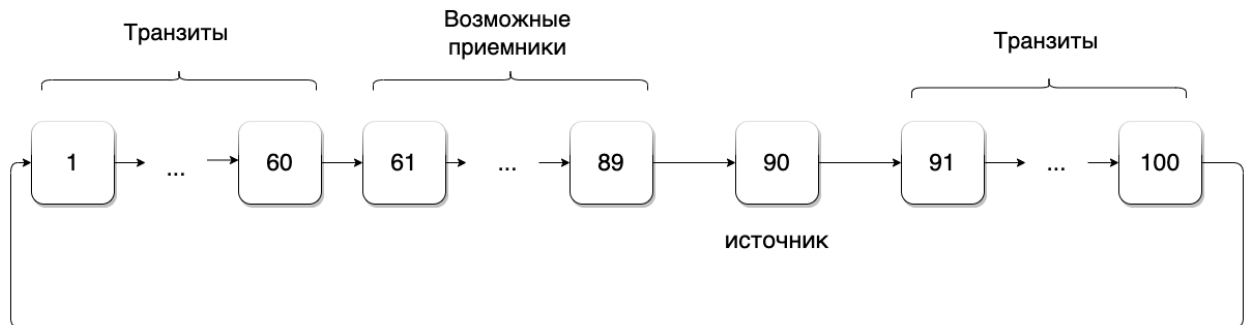 Транзиты
Возможные
приемники
Транзиты
1 ... 60 61 ... 89 90 91 ... 100
источник